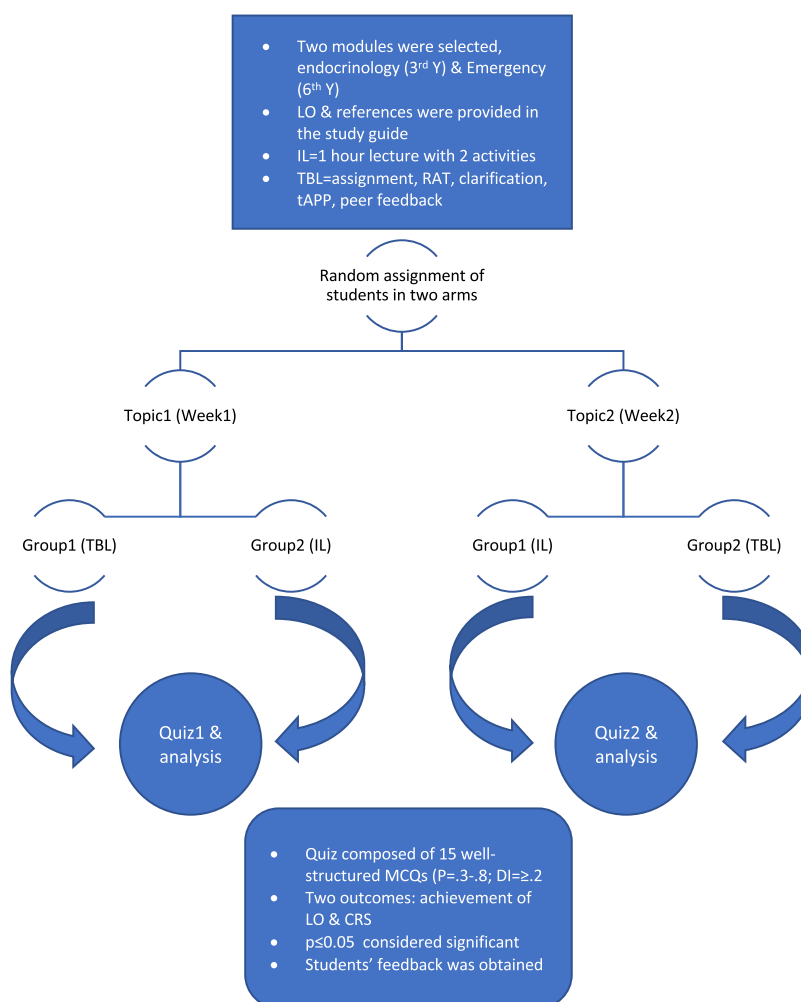 • Two modules were selected,
endocrinology (3rd Y) & Emergency
(6th Y)
• LO & references were provided in
the study guide
• IL=1 hour lecture with 2 activities
• TBL=assignment, RAT, clarification,
tAPP, peer feedback
Random assignment of
students in two arms
Topic1 (Week1)
Topic2 (Week2)
Group1 (TBL)
Group2 (IL)
Group1 (IL)
Group2 (TBL)
Quiz1 &
analysis
Quiz2 &
analysis
• Quiz composed of 15 well-
structured MCQs (P=.3-.8; DI=≥.2
• Two outcomes: achievement of
LO & CRS
• p≤0.05 considered significant
• Students’ feedback was obtained